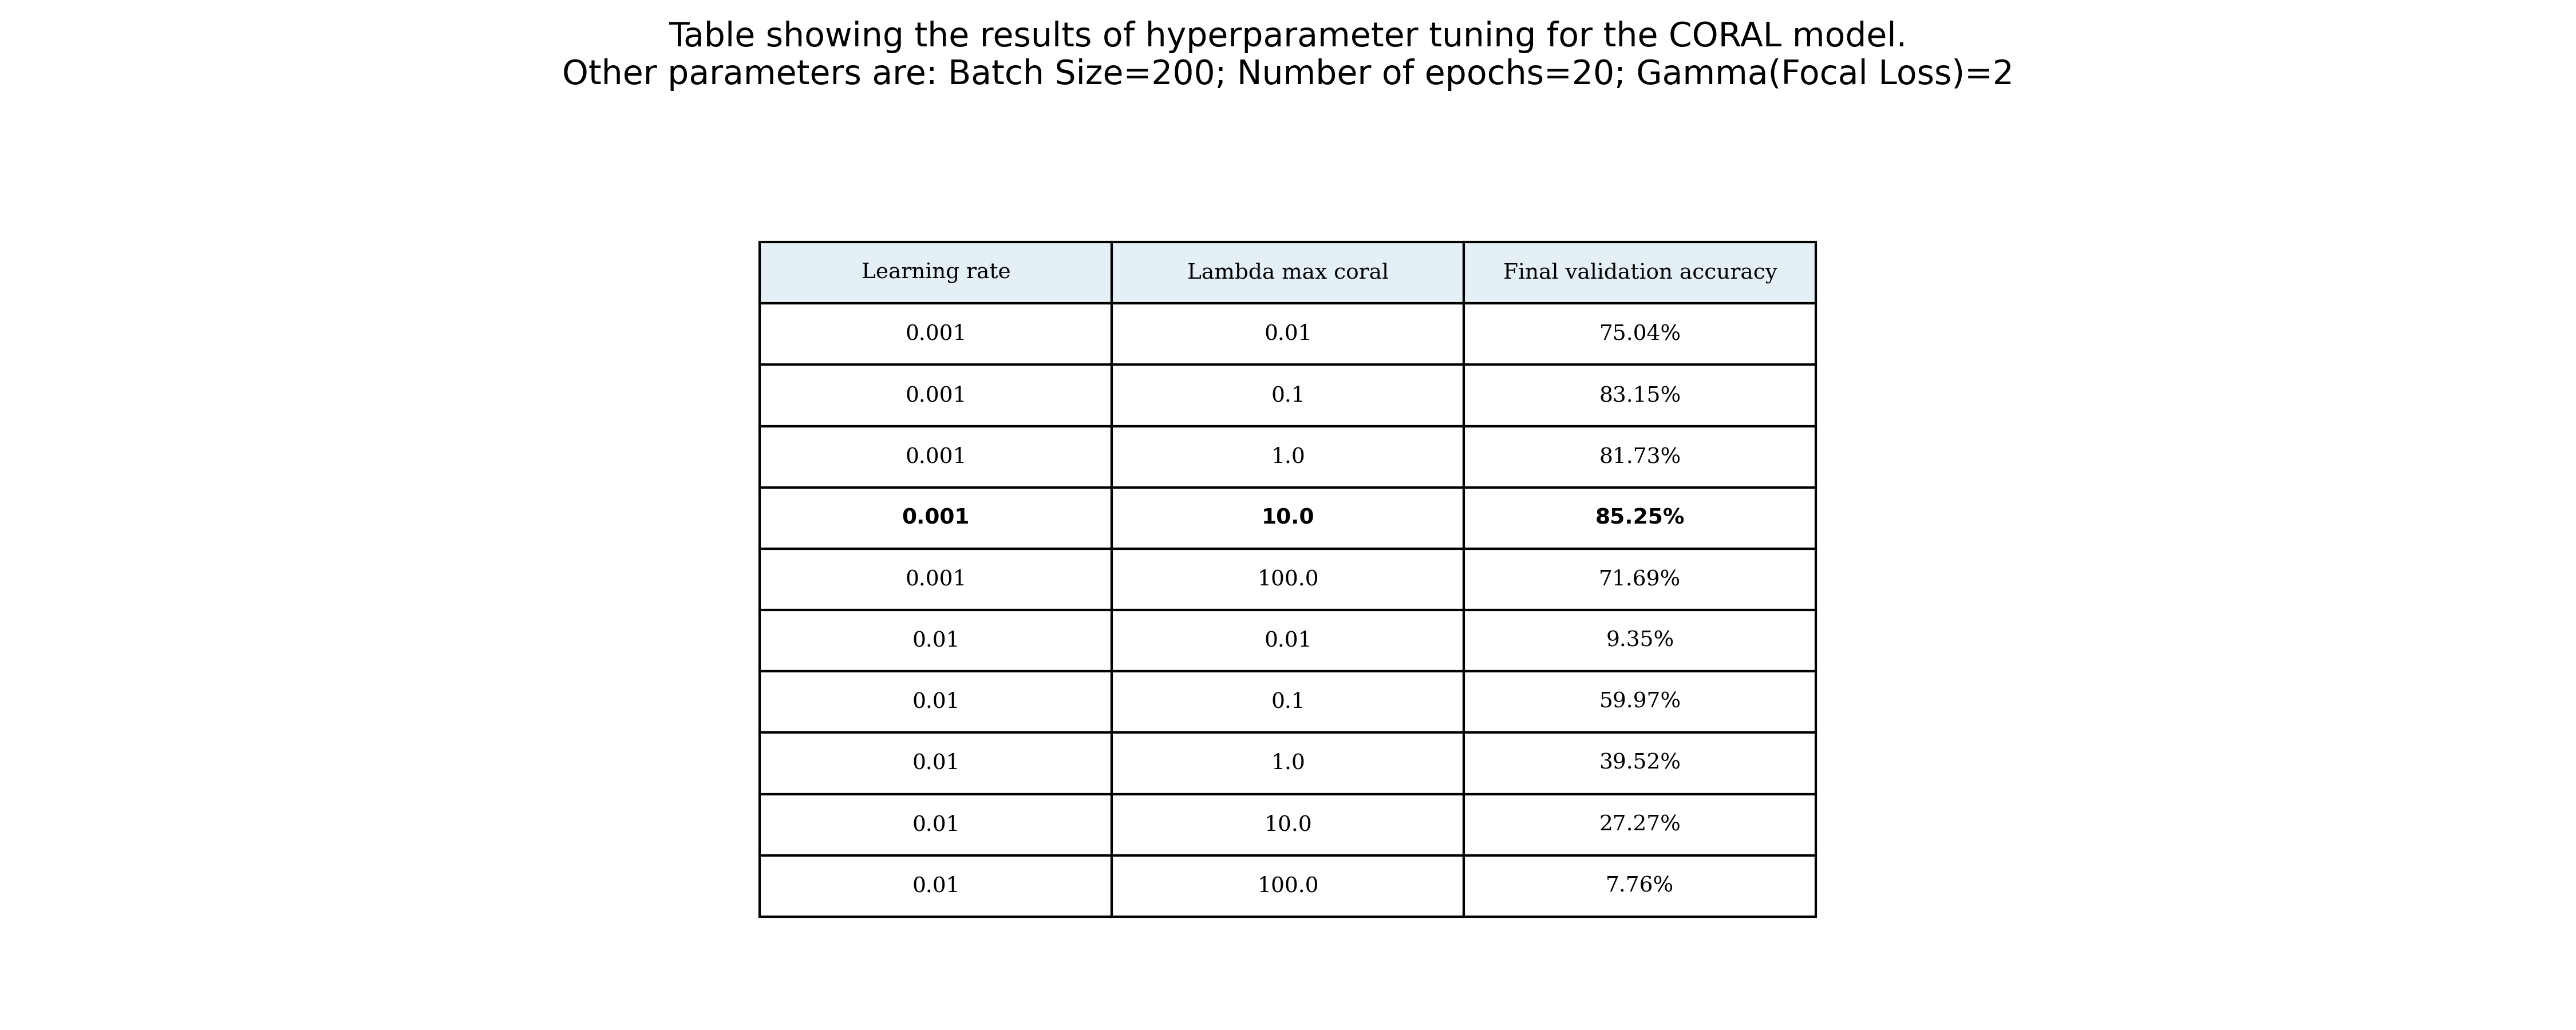 Table showing the results of hyperparameter tuning for the CORAL model.
Other parameters are: Batch Size=200; Number of epochs=20; Gamma(Focal Loss)=2
Learning rate Lambda max coral Final validation accuracy
0.001 0.01 75.04%
0.001 0.1 83.15%
0.001 1.0 81.73%
0.001 10.0 85.25%
0.001 100.0 71.69%
0.01 0.01 9.35%
0.01 0.1 59.97%
0.01 1.0 39.52%
0.01 10.0 27.27%
0.01 100.0 7.76%